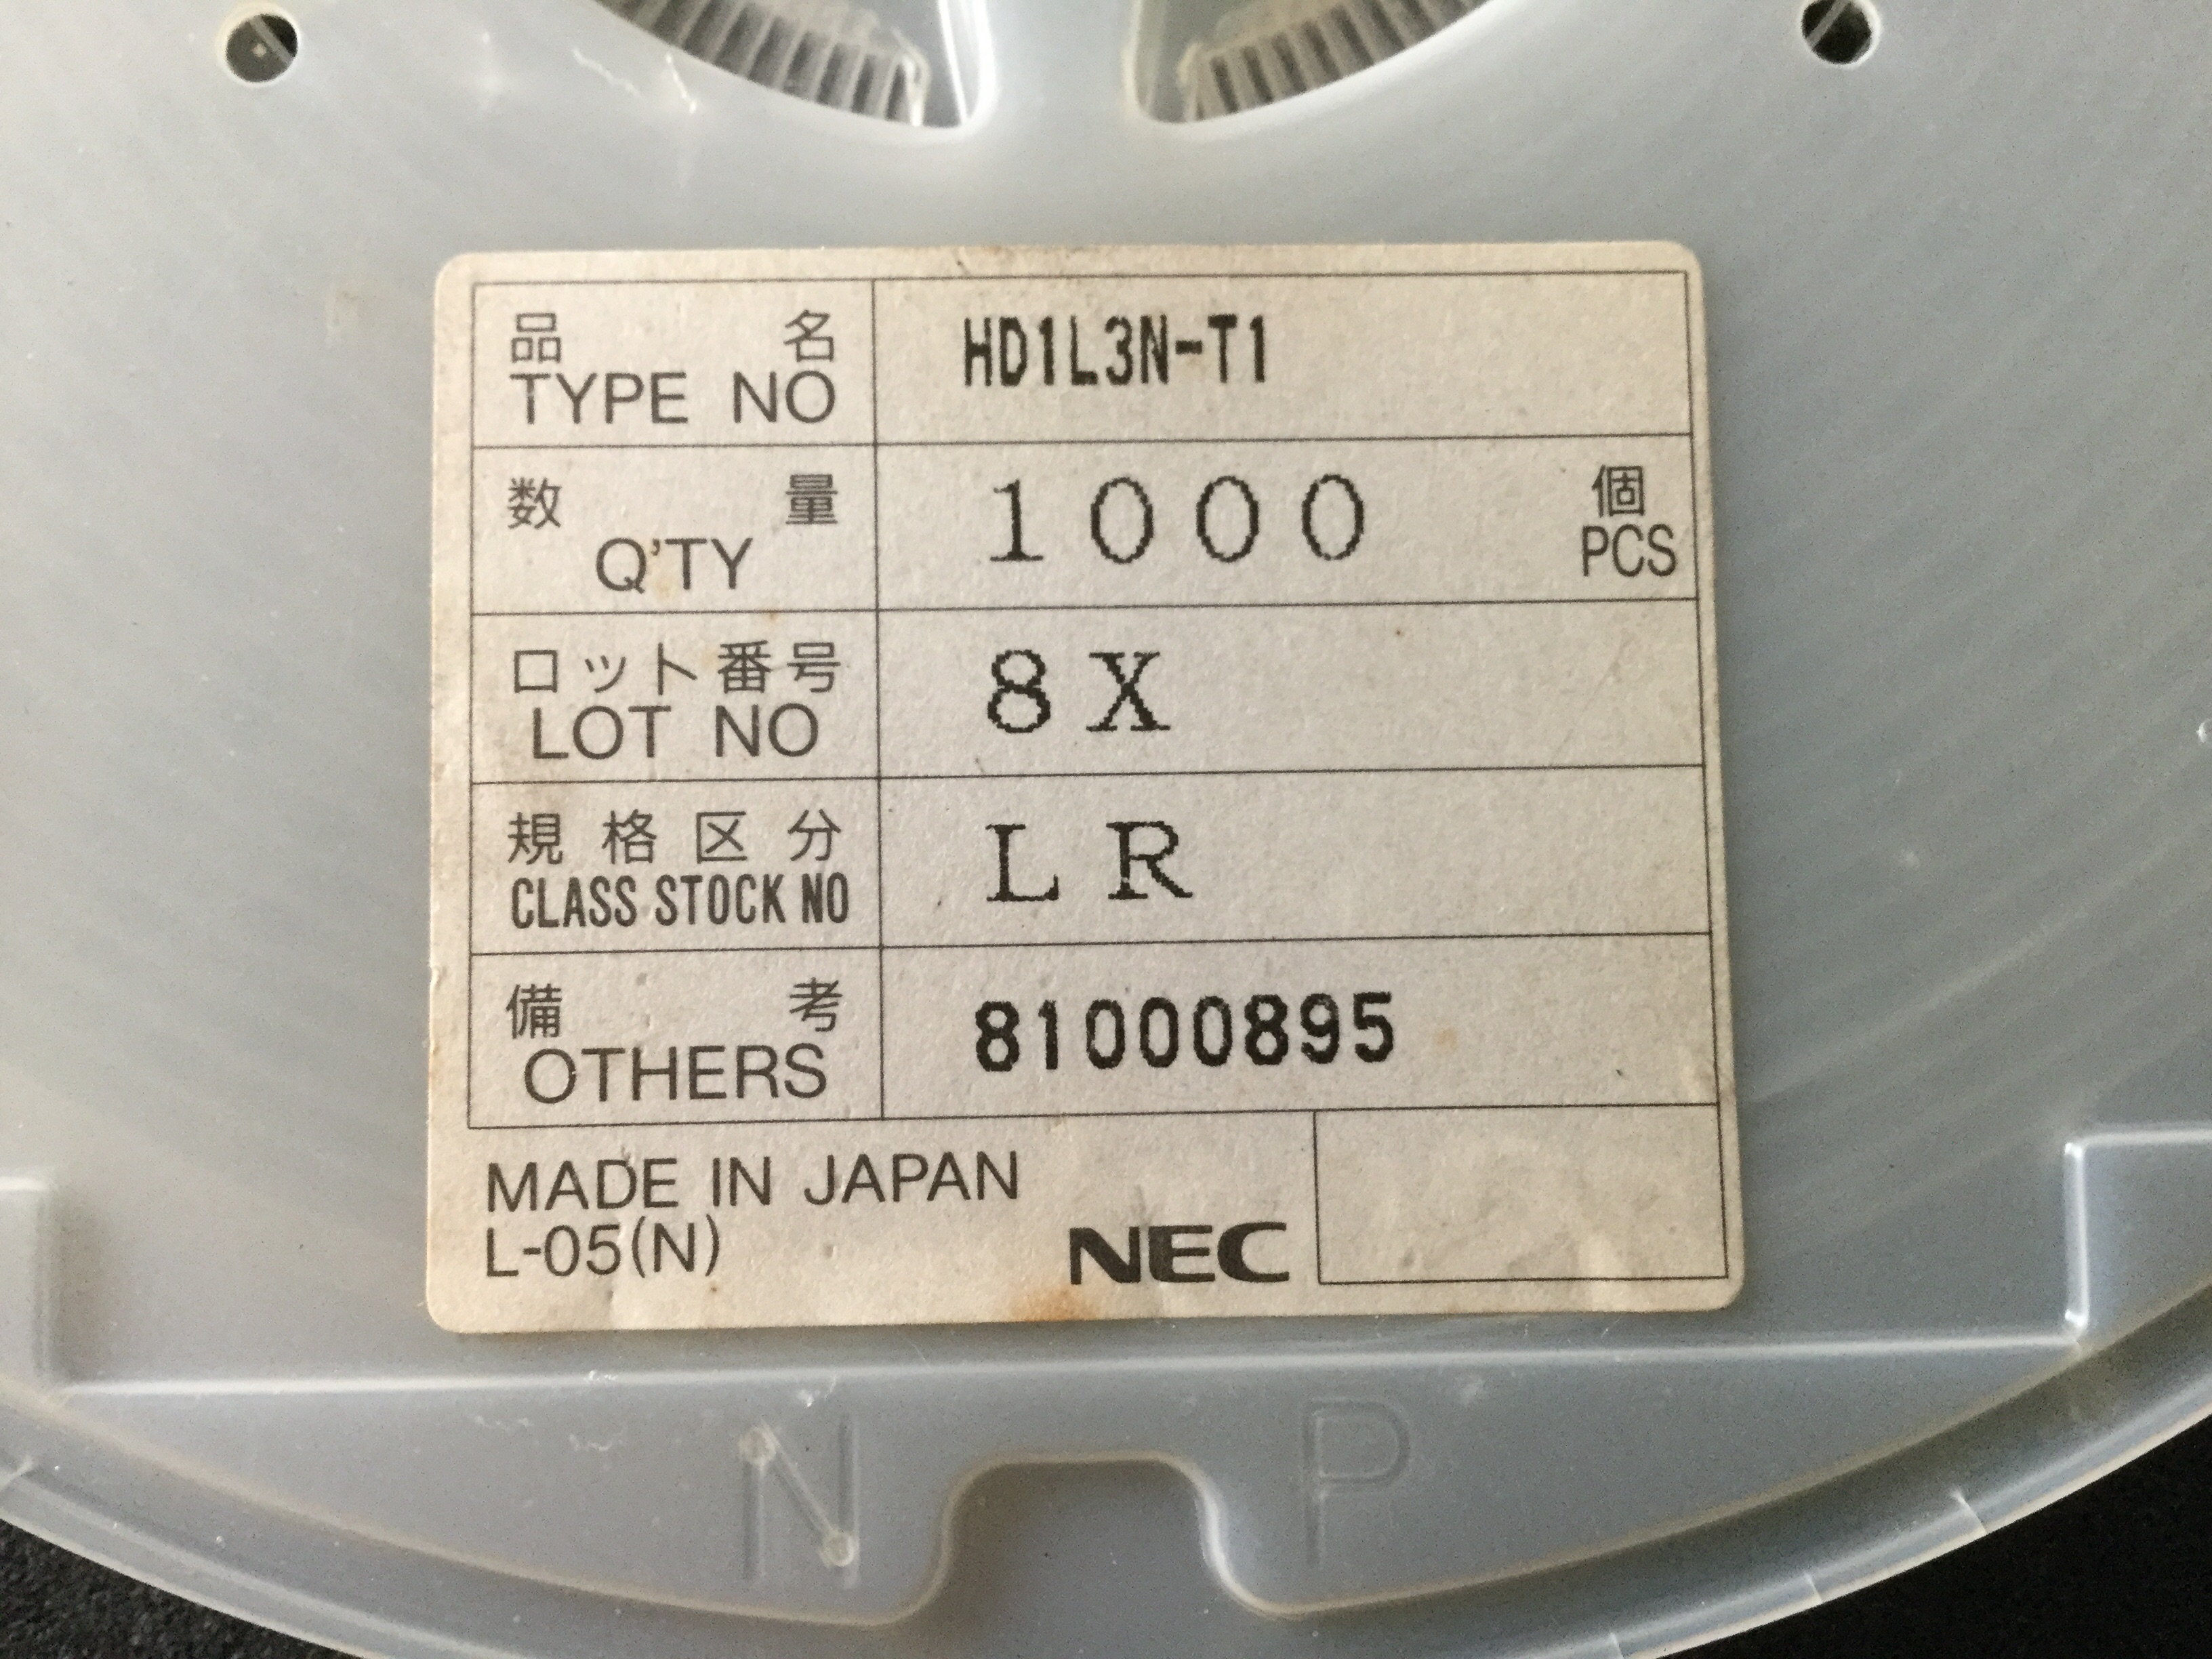 品名
TYPE NO
HD1L3N-T1
数量
Q'TY
1000
個
PCS
ロット番号
LOT NO
8X
規格区分
CLASS STOCK NO
LR
備考
OTHERS
81000895
MADE IN JAPAN
L-05(N)
NEC
N P